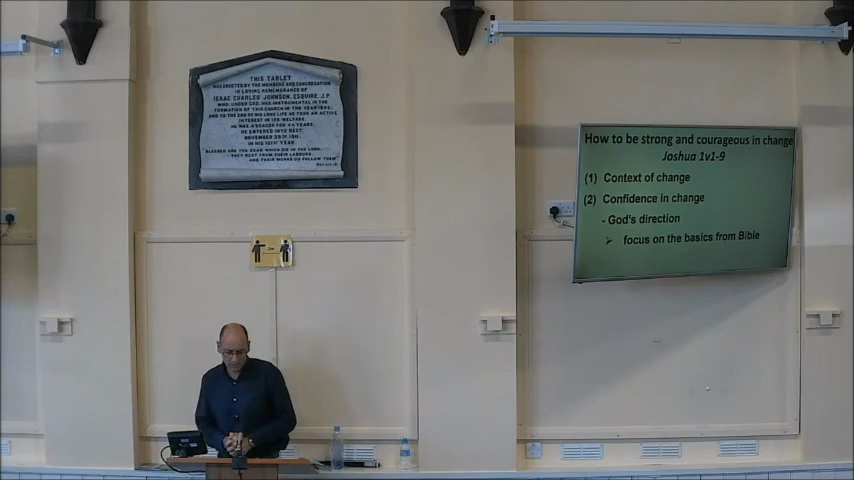 THIS TABLET
WAS ERECTED BY THE MEMBERS AND CONGREGATION
IN LOVING REMEMBRANCE OF
ISAAC CHARLES JOHNSON, ESQUIRE, J.P.
WHO, UNDER GOD, WAS INSTRUMENTAL IN THE
FORMATION OF THIS CHURCH IN THE YEAR
AND TO THE END OF HIS LONG LIFE HE TOOK AN ACTIVE
INTEREST IN ITS WELFARE
HE WAS A DEACON FOR YEARS
HE ENTERED INTO REST
NOVEMBER 1911,
IN HIS 101ST YEAR
"BLESSED ARE THE DEAD WHICH DIE IN THE LORD,
THEY REST FROM THEIR LABOURS,
AND THEIR WORKS DO FOLLOW THEM"
How to be strong and courageous in change
Joshua 1v1-9
(1) Context of change
(2) Confidence in change
- God's direction
➢ focus on the basics from Bible